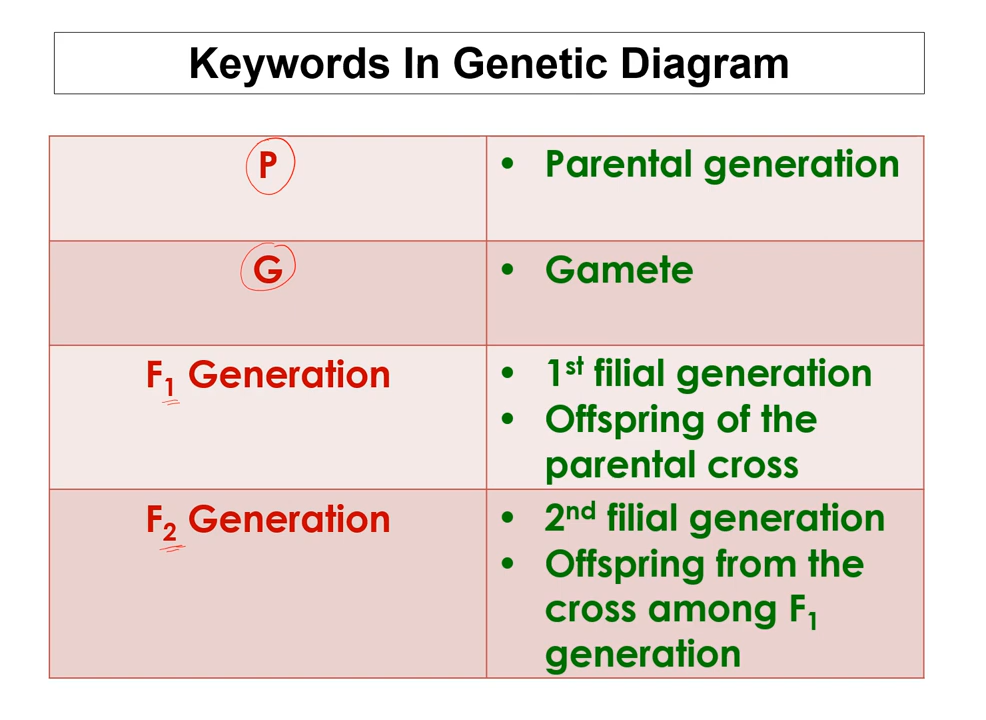 Keywords In Genetic Diagram
P
• Parental generation
G
• Gamete
F₁ Generation
• 1ˢᵗ filial generation
• Offspring of the
parental cross
F₂ Generation
• 2ⁿᵈ filial generation
• Offspring from the
cross among F₁
generation